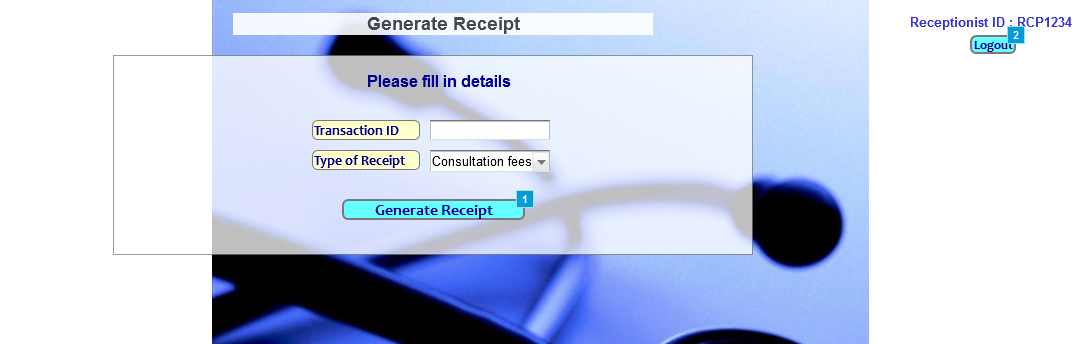 Generate Receipt
Receptionist ID : RCP1234
2
Logout
Please fill in details
Transaction ID
Type of Receipt
Consultation fees
1
Generate Receipt